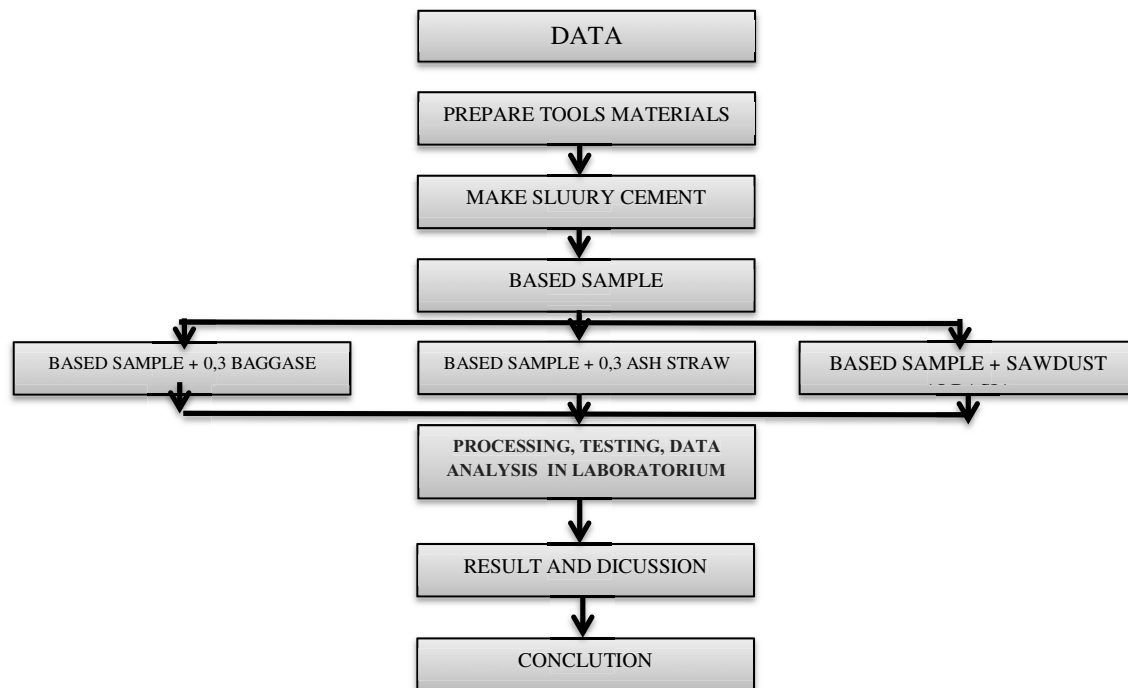 DATA
PREPARE TOOLS MATERIALS
MAKE SLUURY CEMENT
BASED SAMPLE
BASED SAMPLE + 0,3 BAGGASE
BASED SAMPLE + 0,3 ASH STRAW
BASED SAMPLE + SAWDUST
PROCESSING, TESTING, DATA
ANALYSIS IN LABORATORIUM
RESULT AND DICUSSION
CONCLUTION